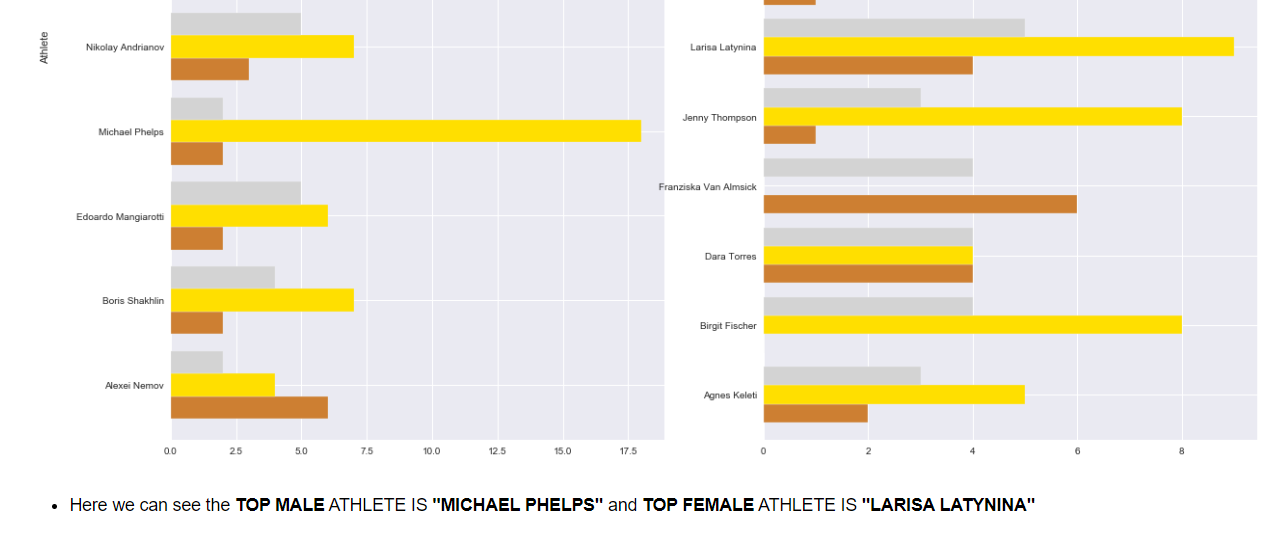 Athlete
Nikolay Andrianov
Michael Phelps
Edoardo Mangiarotti
Boris Shakhlin
Alexei Nemov
0.0 2.5 5.0 7.5 10.0 12.5 15.0 17.5
Larisa Latynina
Jenny Thompson
Franziska Van Almsick
Dara Torres
Birgit Fischer
Agnes Keleti
0 2 4 6 8
• Here we can see the TOP MALE ATHLETE IS "MICHAEL PHELPS" and TOP FEMALE ATHLETE IS "LARISA LATYNINA"